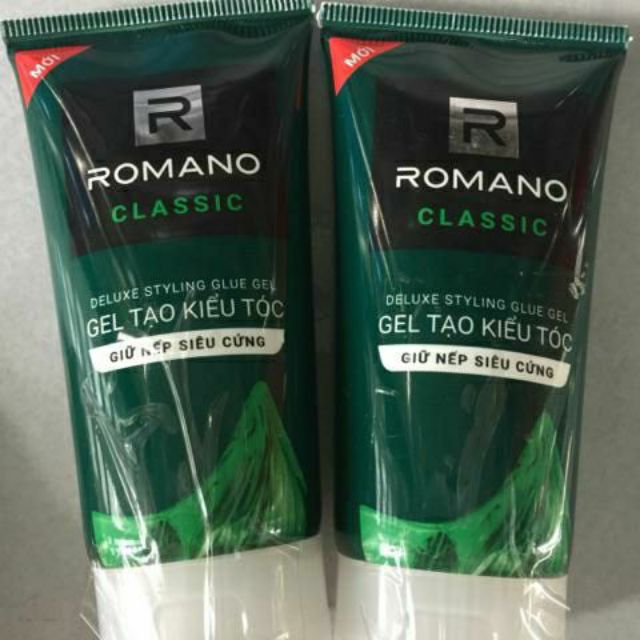 MỚI
R
ROMANO
CLASSIC
DELUXE STYLING GLUE GEL
GEL TẠO KIỂU TÓC
GIỮ NẾP SIÊU CỨNG
MỚI
R
ROMANO
CLASSIC
DELUXE STYLING GLUE GEL
GEL TẠO KIỂU TÓC
GIỮ NẾP SIÊU CỨNG